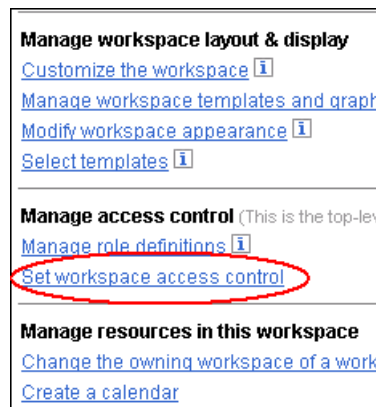 Manage workspace layout & display
Customize the workspace i
Manage workspace templates and graph
Modify workspace appearance i
Select templates i
Manage access control (This is the top-lev
Manage role definitions i
Set workspace access control
Manage resources in this workspace
Change the owning workspace of a work
Create a calendar